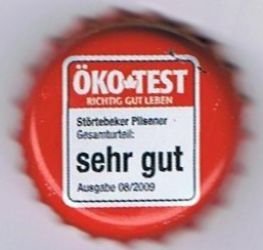 ÖKO TEST
RICHTIG GUT LEBEN
Störtebeker Pilsener
Gesamturteil:
sehr gut
Ausgabe 08/2009